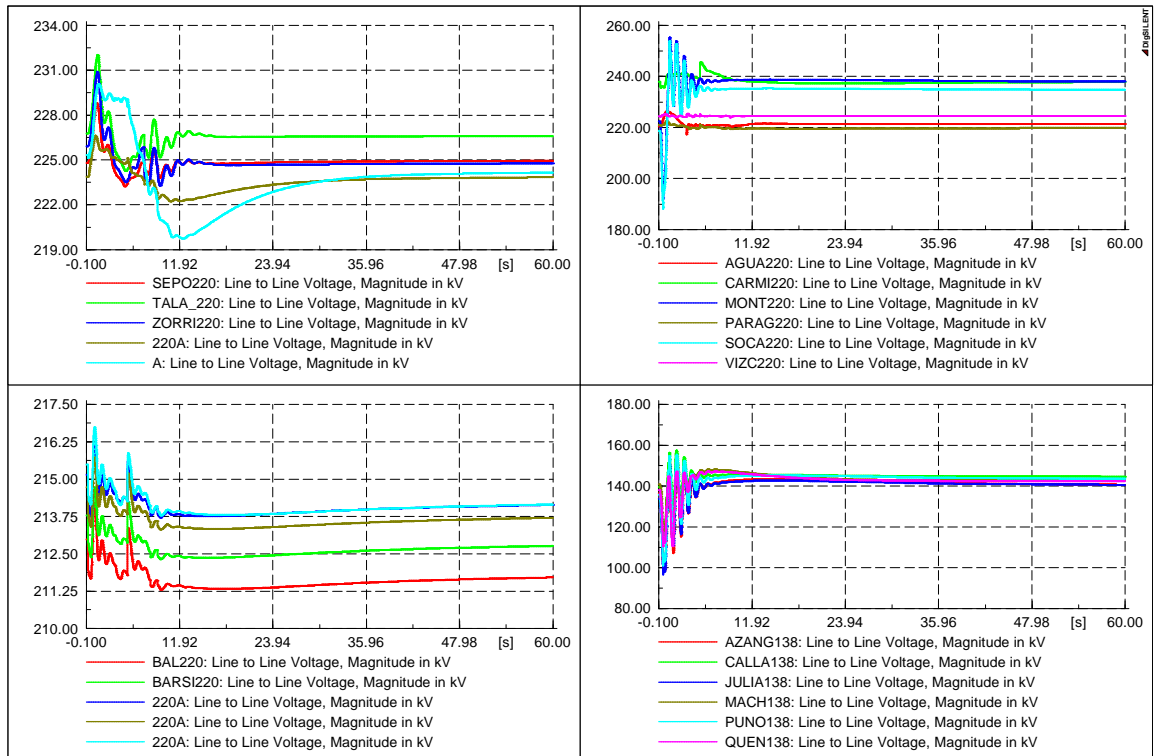 234.00
231.00
228.00
225.00
222.00
219.00
-0.100 11.92 23.94 35.96 47.98 [s] 60.00
SEPO220: Line to Line Voltage, Magnitude in kV
TALA_220: Line to Line Voltage, Magnitude in kV
ZORRI220: Line to Line Voltage, Magnitude in kV
220A: Line to Line Voltage, Magnitude in kV
A: Line to Line Voltage, Magnitude in kV
260.00
240.00
220.00
200.00
180.00
-0.100 11.92 23.94 35.96 47.98 [s] 60.00
AGUA220: Line to Line Voltage, Magnitude in kV
CARMI220: Line to Line Voltage, Magnitude in kV
MONT220: Line to Line Voltage, Magnitude in kV
PARAG220: Line to Line Voltage, Magnitude in kV
SOCA220: Line to Line Voltage, Magnitude in kV
VIZC220: Line to Line Voltage, Magnitude in kV
DIgSILENT
217.50
216.25
215.00
213.75
212.50
211.25
210.00
-0.100 11.92 23.94 35.96 47.98 [s] 60.00
BAL220: Line to Line Voltage, Magnitude in kV
BARSI220: Line to Line Voltage, Magnitude in kV
220A: Line to Line Voltage, Magnitude in kV
220A: Line to Line Voltage, Magnitude in kV
220A: Line to Line Voltage, Magnitude in kV
180.00
160.00
140.00
120.00
100.00
80.00
-0.100 11.92 23.94 35.96 47.98 [s] 60.00
AZANG138: Line to Line Voltage, Magnitude in kV
CALLA138: Line to Line Voltage, Magnitude in kV
JULIA138: Line to Line Voltage, Magnitude in kV
MACH138: Line to Line Voltage, Magnitude in kV
PUNO138: Line to Line Voltage, Magnitude in kV
QUEN138: Line to Line Voltage, Magnitude in kV